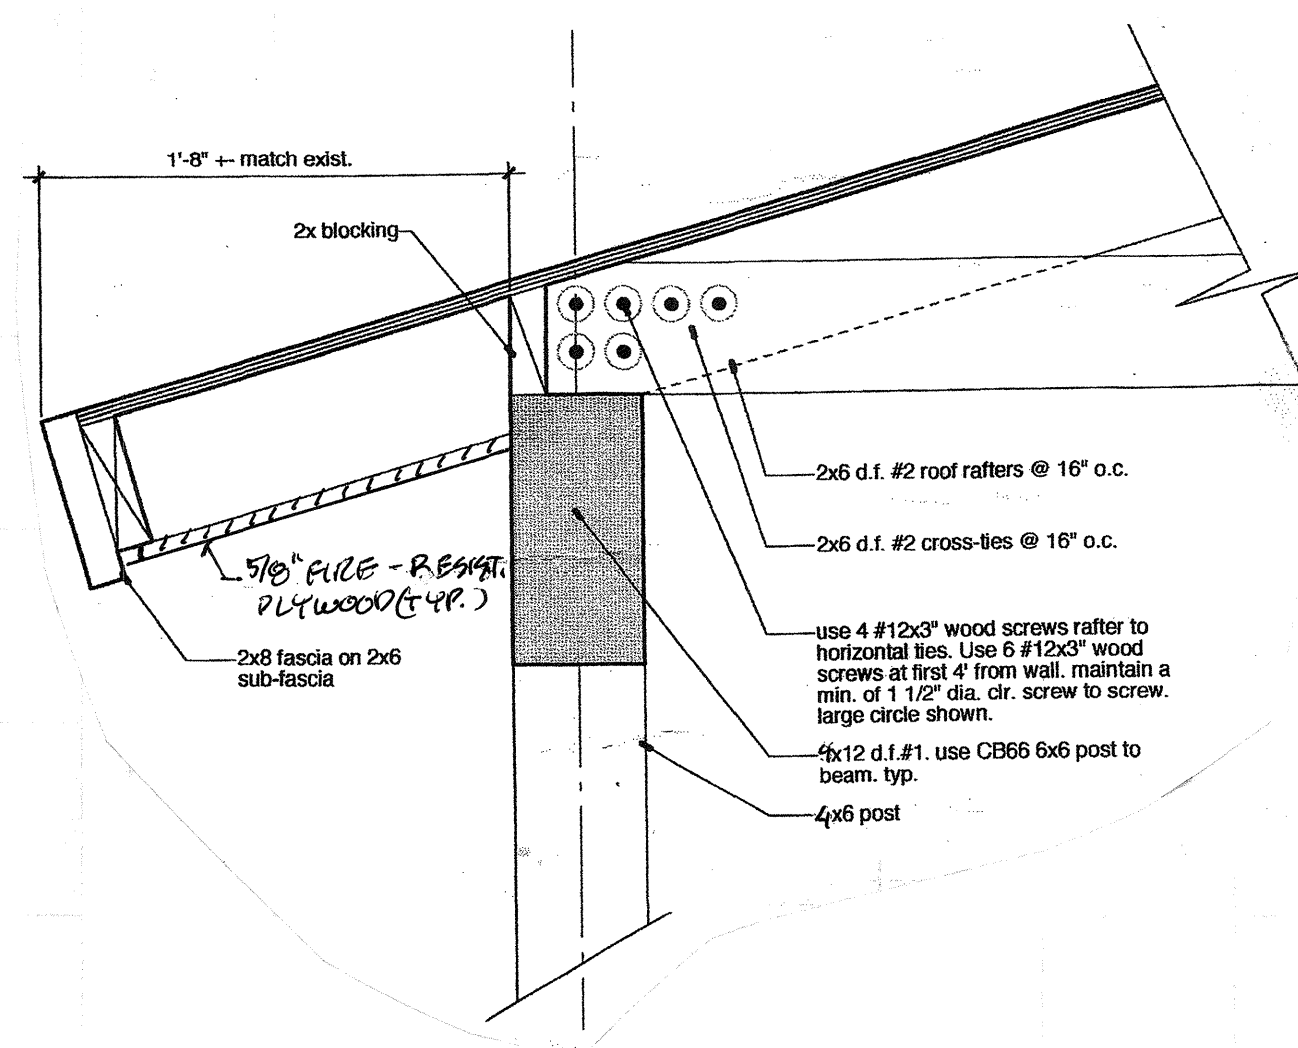 1'-8" +- match exist.
2x blocking
2x6 d.f. #2 roof rafters @ 16" o.c.
2x6 d.f. #2 cross-ties @ 16" o.c.
5/8" FIRE - RESIST.
PLYWOOD (TYP.)
use 4 #12x3" wood screws rafter to
horizontal ties. Use 6 #12x3" wood
screws at first 4' from wall. maintain a
min. of 1 1/2" dia. clr. screw to screw.
large circle shown.
2x8 fascia on 2x6
sub-fascia
4x12 d.f.#1. use CB66 6x6 post to
beam. typ.
4x6 post